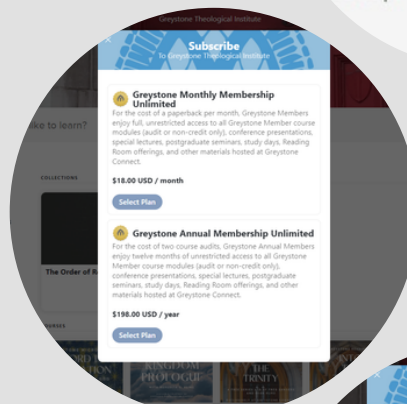 Greystone Theological Institute
Subscribe
To Greystone Theological Institute
Greystone Monthly Membership
Unlimited
For the cost of a paperback per month, Greystone Members
enjoy full, unrestricted access to all Greystone Member course
modules (audit or non-credit only), conference presentations,
special lectures, postgraduate seminars, study days, Reading
Room offerings, and other materials hosted at Greystone
Connect.
$18.00 USD / month
Select Plan
Greystone Annual Membership Unlimited
For the cost of two course audits, Greystone Annual Members
enjoy twelve months of unrestricted access to all Greystone
Member course modules (audit or non-credit only),
conference presentations, special lectures, postgraduate
seminars, study days, Reading Room offerings, and other
materials hosted at Greystone Connect.
$198.00 USD / year
Select Plan
ke to learn?
COLLECTIONS
The Order of
KINGDOM
PROLOGUE
THE
TRINITY